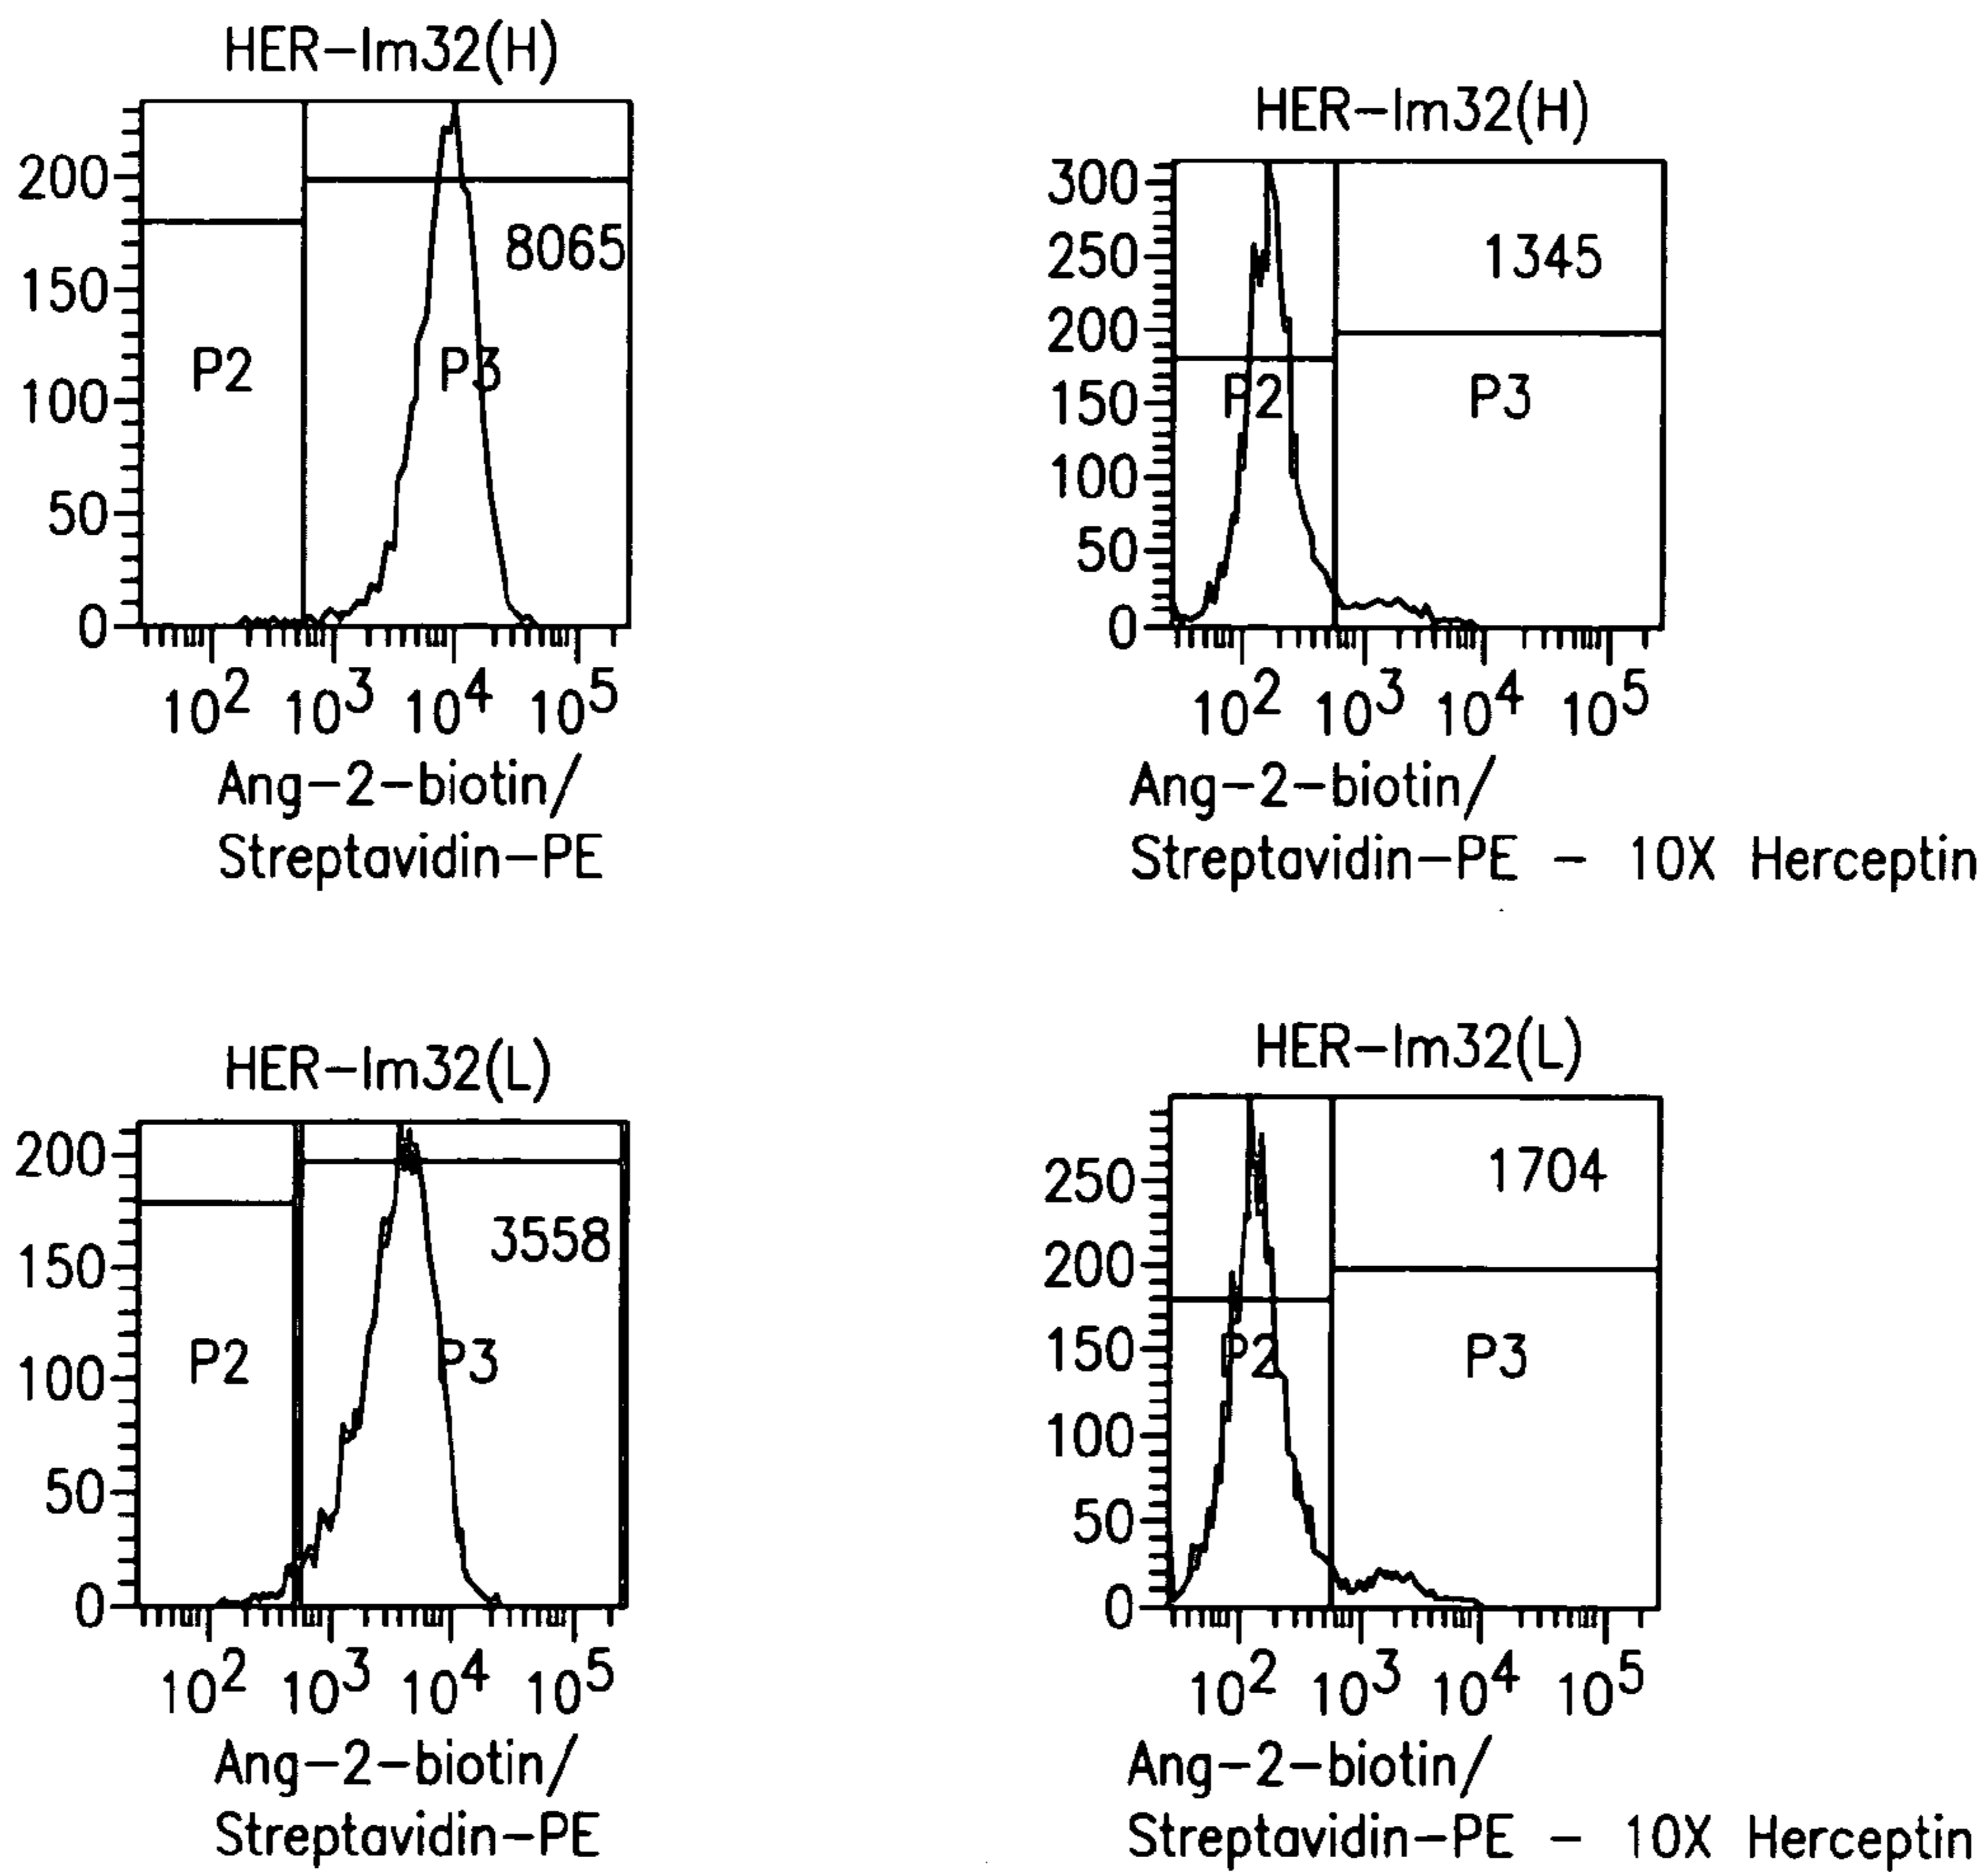 HER-Im32(H)
200
150
100
50
0
8065
P2
P3
10^2 10^3 10^4 10^5
Ang-2-biotin/
Streptavidin-PE
HER-Im32(H)
300
250
200
150
100
50
0
1345
P2
P3
10^2 10^3 10^4 10^5
Ang-2-biotin/
Streptavidin-PE - 10X Herceptin
HER-Im32(L)
200
150
100
50
0
3558
P2
P3
10^2 10^3 10^4 10^5
Ang-2-biotin/
Streptavidin-PE
HER-Im32(L)
250
200
150
100
50
0
1704
P2
P3
10^2 10^3 10^4 10^5
Ang-2-biotin/
Streptavidin-PE - 10X Herceptin